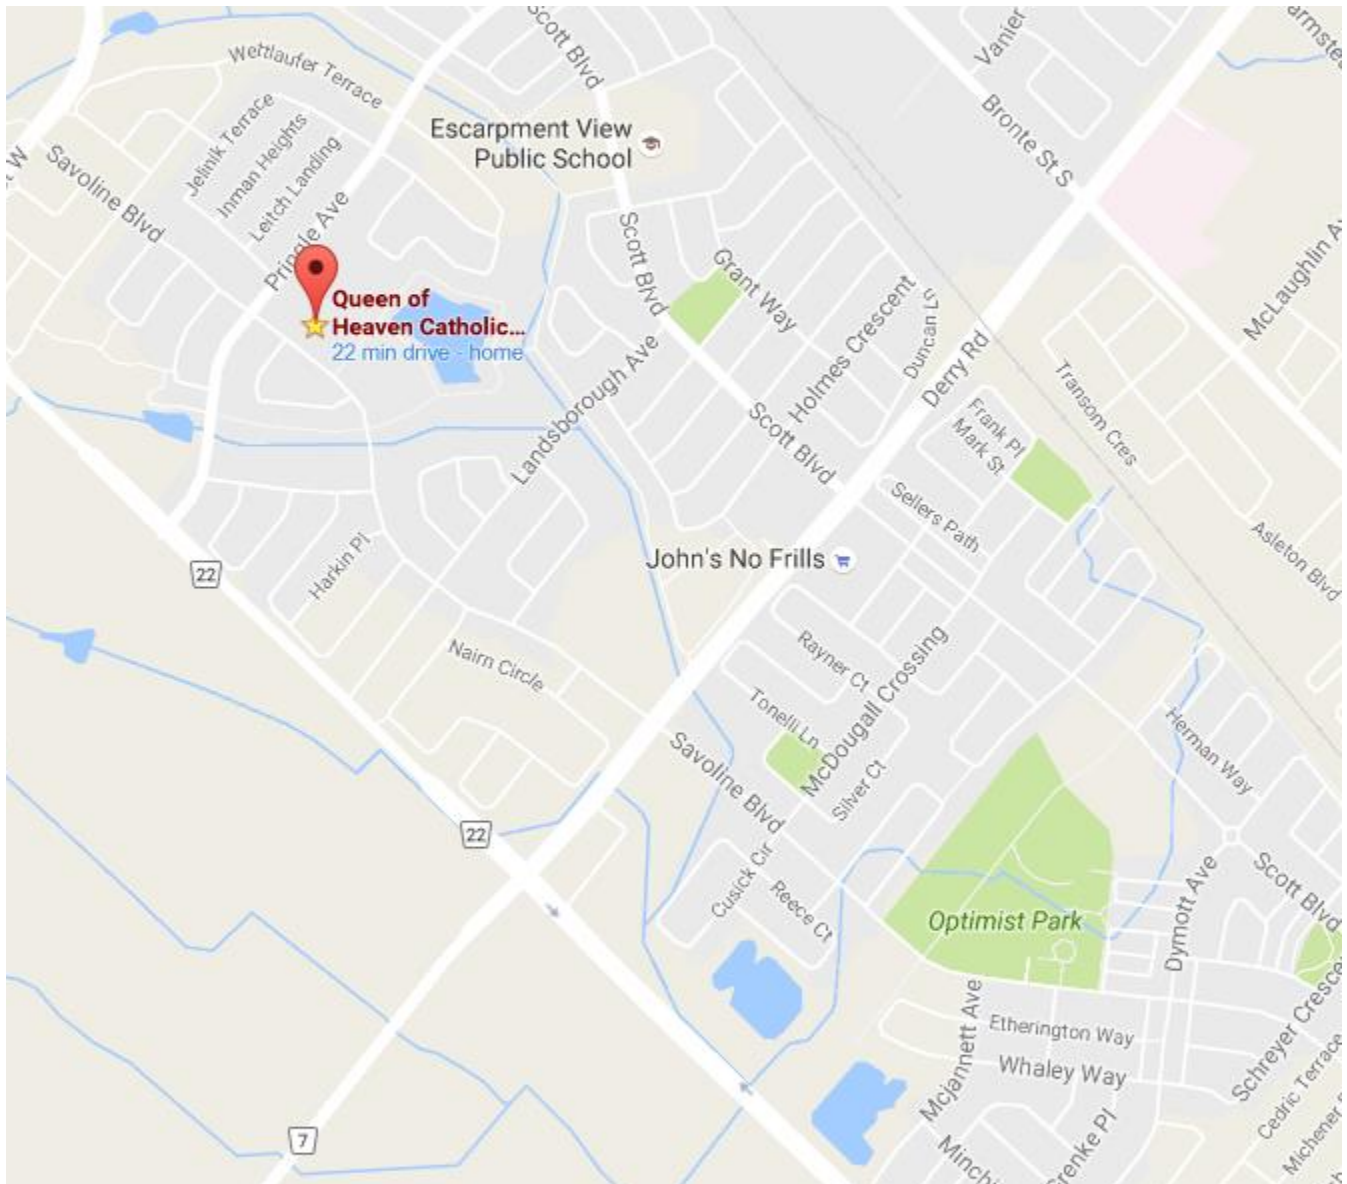 Scott Blvd
Vanier
Wettlaufer Terrace
Bronte St S
Jelinik Terrace
Escarpment View
Public School
Inman Heights
Savoline Blvd
Leitch Landing
t W
Pringle Ave
Scott Blvd
Grant Way
McLaughlin Av
Queen of
Heaven Catholic...
22 min drive - home
Holmes Crescent
Duncan Ln
Derry Rd
Landsborough Ave
Transom Cres
Scott Blvd
Frank Pl
Mark St
Sellers Path
Asleton Blvd
John's No Frills
22
Harkin Pl
Nairn Circle
Rayner Ct
McDougall Crossing
Tonelli Ln
Herman Way
Savoline Blvd
Silver Ct
22
Cusick Cir
Reece Ct
Optimist Park
Dymott Ave
Scott Blvd
Mcjannett Ave
Etherington Way
Whaley Way
Schreyer Cresce
Cedric Terrace
Michener
7
Minchi
renke Pl